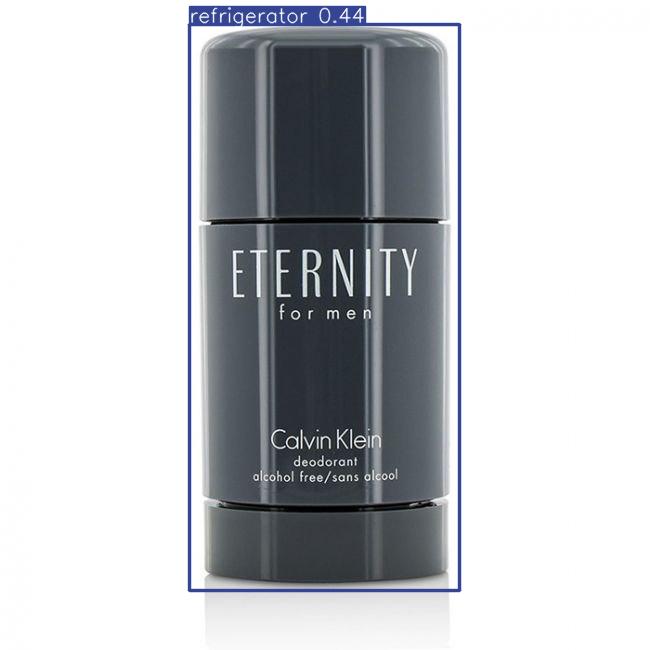 refrigerator 0.44
ETERNITY
for men
Calvin Klein
deodorant
alcohol free/sans alcool